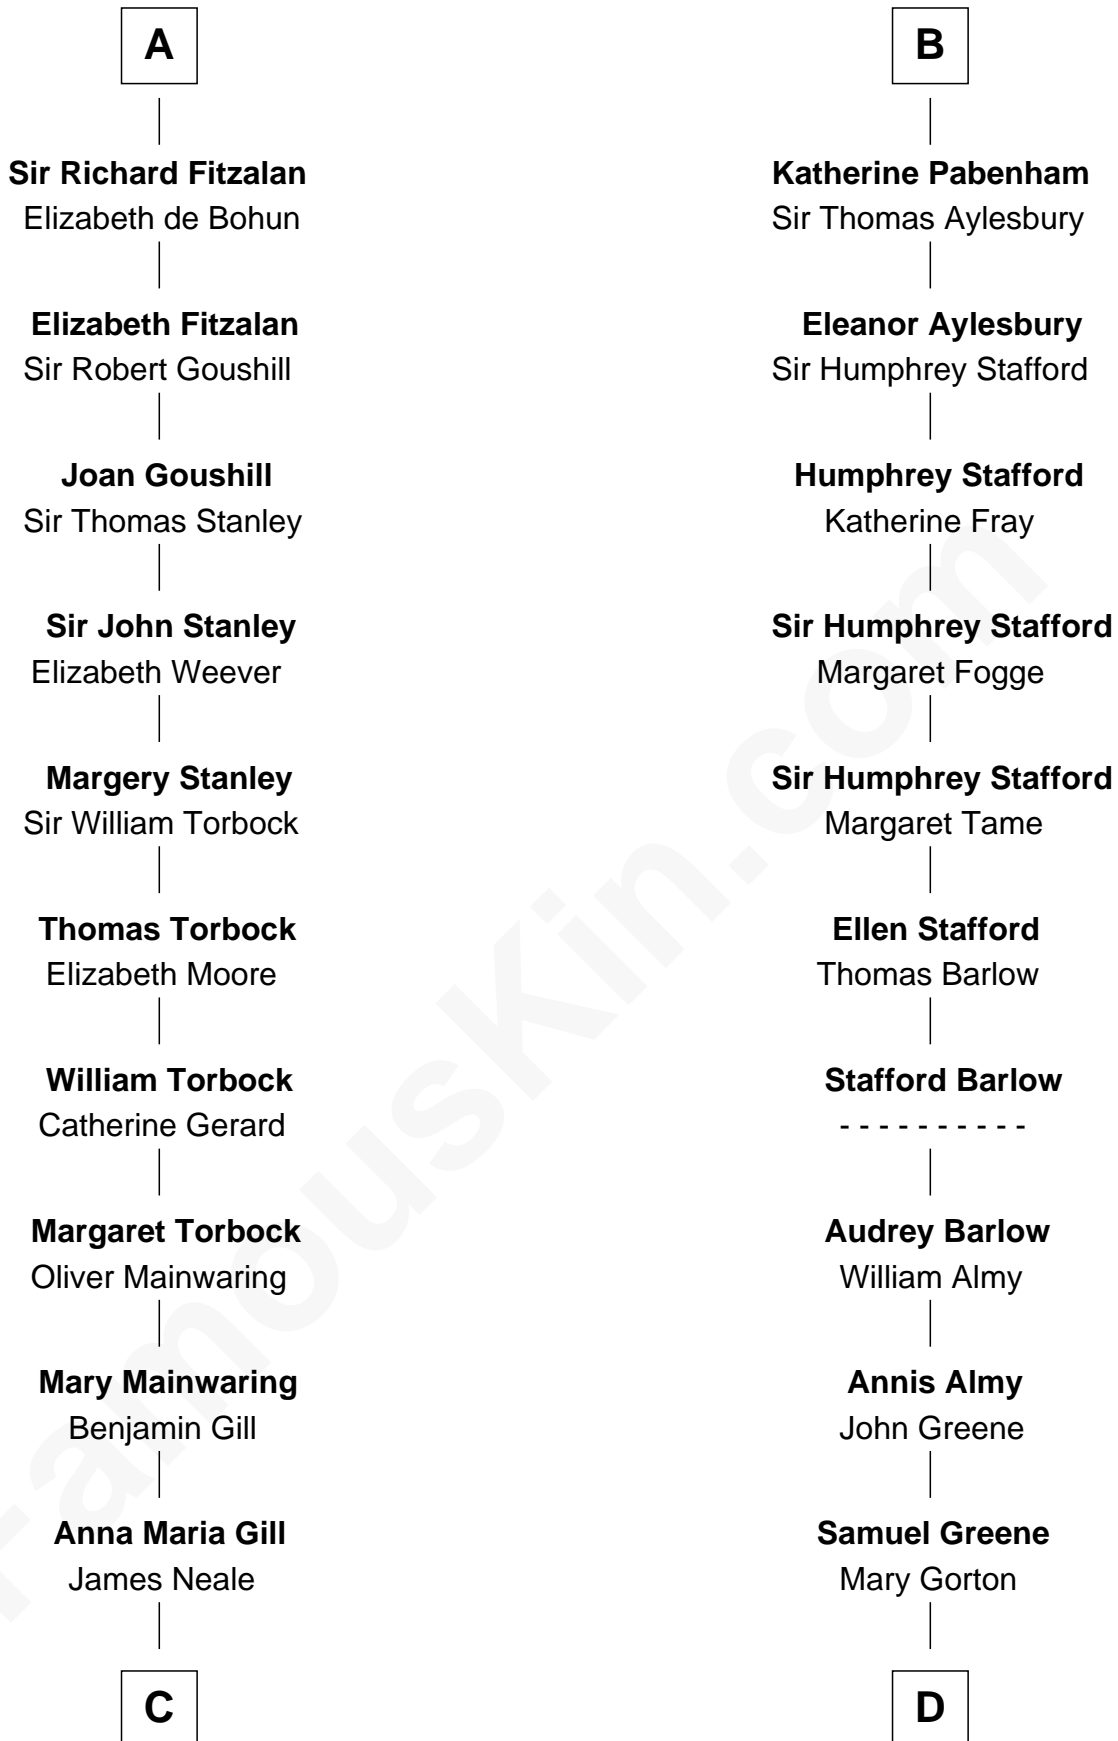 A
Sir Richard Fitzalan
Elizabeth de Bohun
Elizabeth Fitzalan
Sir Robert Goushill
Joan Goushill
Sir Thomas Stanley
Sir John Stanley
Elizabeth Weever
Margery Stanley
Sir William Torbock
Thomas Torbock
Elizabeth Moore
William Torbock
Catherine Gerard
Margaret Torbock
Oliver Mainwaring
Mary Mainwaring
Benjamin Gill
Anna Maria Gill
James Neale
C
B
Katherine Pabenham
Sir Thomas Aylesbury
Eleanor Aylesbury
Sir Humphrey Stafford
Humphrey Stafford
Katherine Fray
Sir Humphrey Stafford
Margaret Fogge
Sir Humphrey Stafford
Margaret Tame
Ellen Stafford
Thomas Barlow
Stafford Barlow
- - - - - - - - - -
Audrey Barlow
William Almy
Annis Almy
John Greene
Samuel Greene
Mary Gorton
D
FamousKin.com